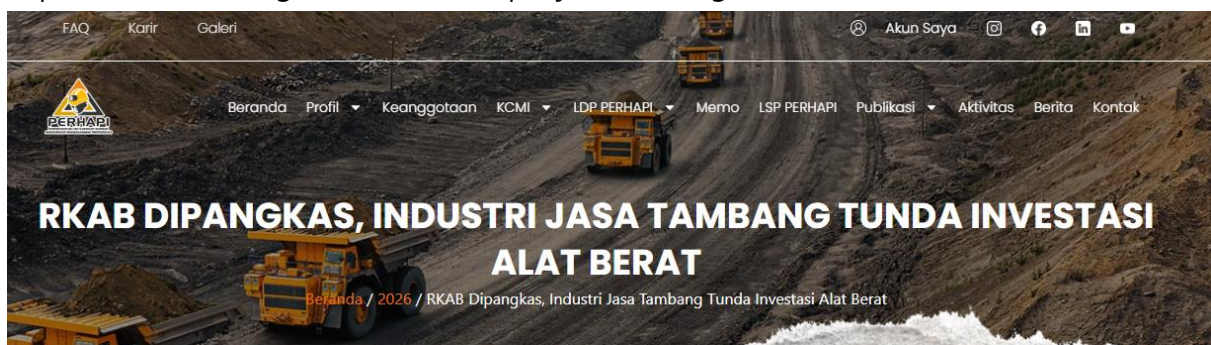 FAQ Karir Galeri Akun Saya
PERHAPI
Beranda Profil Keanggotaan KCMI LDP PERHAPI Memo LSP PERHAPI Publikasi Aktivitas Berita Kontak
RKAB DIPANGKAS, INDUSTRI JASA TAMBANG TUNDA INVESTASI
ALAT BERAT
Beranda / 2026 / RKAB Dipangkas, Industri Jasa Tambang Tunda Investasi Alat Berat